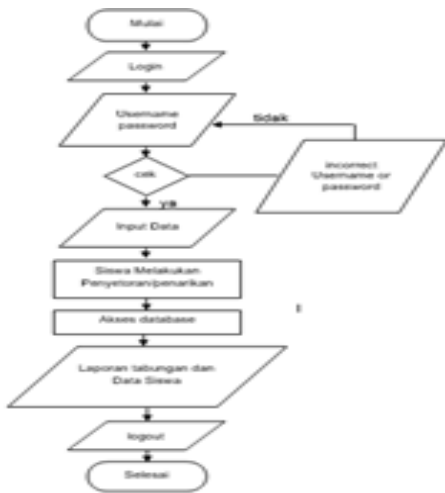 Mulai
Login
Username
password
tidak
cek
incorrect
Username or
password
ya
Input Data
Siswa Melakukan
Penyetoran/penarikan
Akses database
Laporan tabungan dan
Data Siswa
logout
Selesai